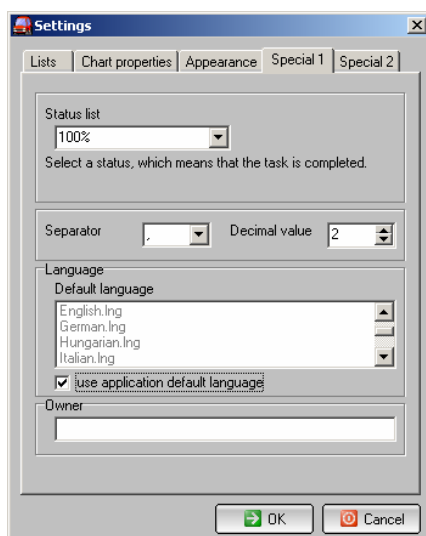 Settings
Lists Chart properties Appearance Special 1 Special 2
Status list
100%
Select a status, which means that the task is completed.
Separator , Decimal value 2
Language
Default language
English.lng
German.lng
Hungarian.lng
Italian.lng
use application default language
Owner
OK Cancel